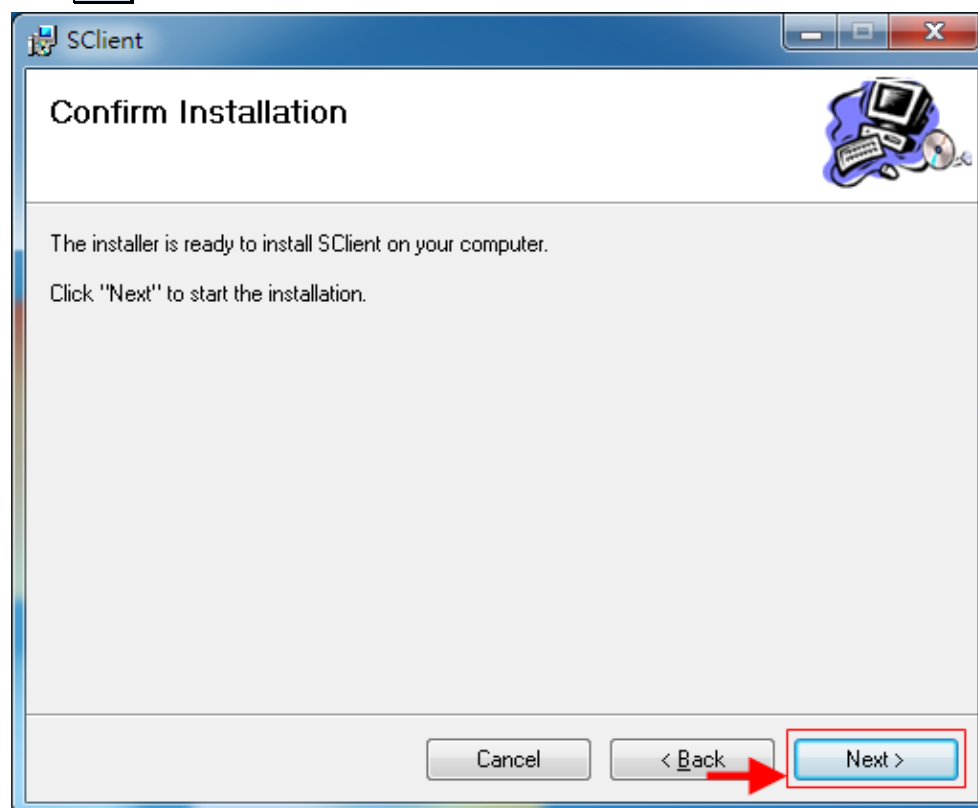 SClient
Confirm Installation
The installer is ready to install SClient on your computer.
Click "Next" to start the installation.
Cancel
< Back
Next >